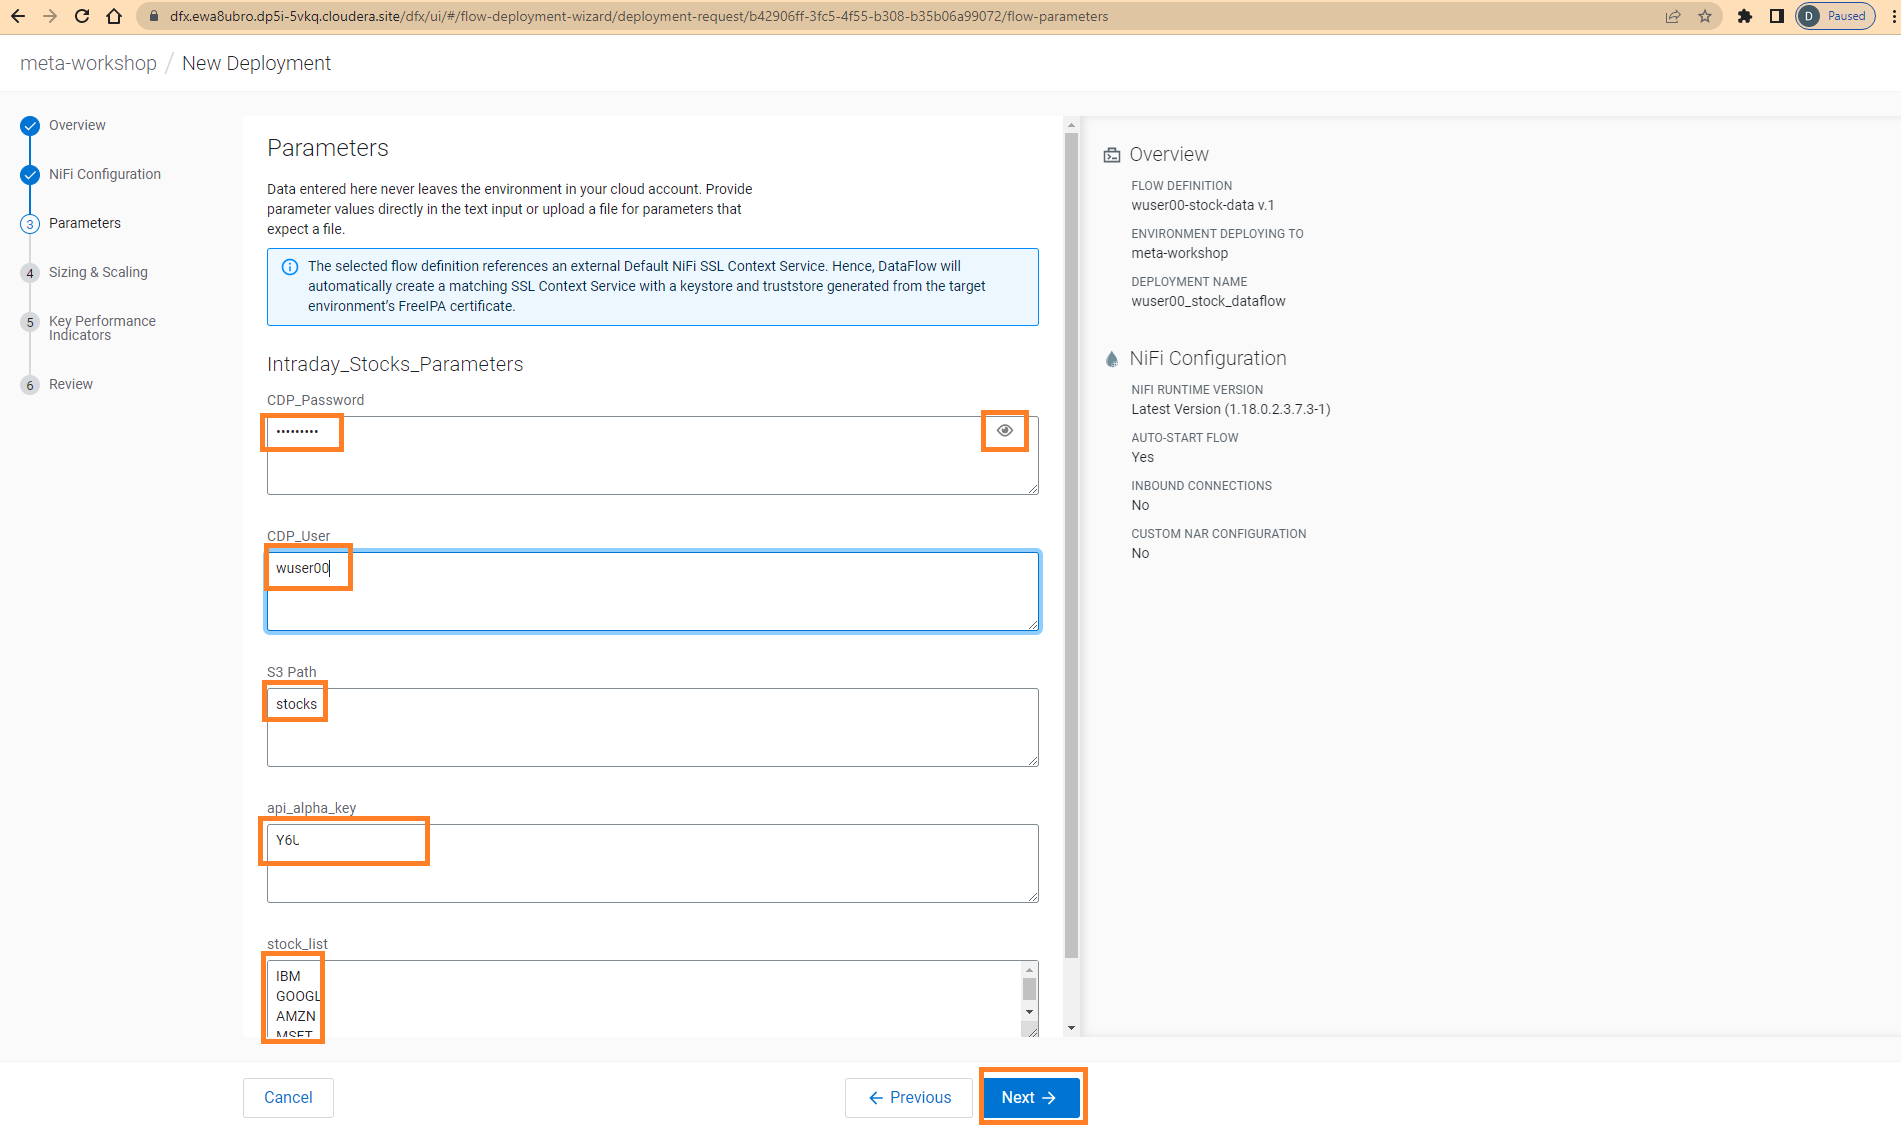 dfx.ewa8ubro.dp5i-5vkq.cloudera.site/dfx/ui/#/flow-deployment-wizard/deployment-request/b42906ff-3fc5-4f55-b308-b35b06a99072/flow-parameters
D Paused
meta-workshop / New Deployment
Overview
NiFi Configuration
3 Parameters
4 Sizing & Scaling
5 Key Performance
Indicators
6 Review
Parameters
Data entered here never leaves the environment in your cloud account. Provide
parameter values directly in the text input or upload a file for parameters that
expect a file.
The selected flow definition references an external Default NiFi SSL Context Service. Hence, DataFlow will
automatically create a matching SSL Context Service with a keystore and truststore generated from the target
environment's FreeIPA certificate.
Intraday_Stocks_Parameters
CDP_Password
•••••••••
CDP_User
wuser00
S3 Path
stocks
api_alpha_key
Y6U
stock_list
IBM
GOOGL
AMZN
MSFT
Cancel
Previous
Next
Overview
FLOW DEFINITION
wuser00-stock-data v.1
ENVIRONMENT DEPLOYING TO
meta-workshop
DEPLOYMENT NAME
wuser00_stock_dataflow
NiFi Configuration
NIFI RUNTIME VERSION
Latest Version (1.18.0.2.3.7.3-1)
AUTO-START FLOW
Yes
INBOUND CONNECTIONS
No
CUSTOM NAR CONFIGURATION
No